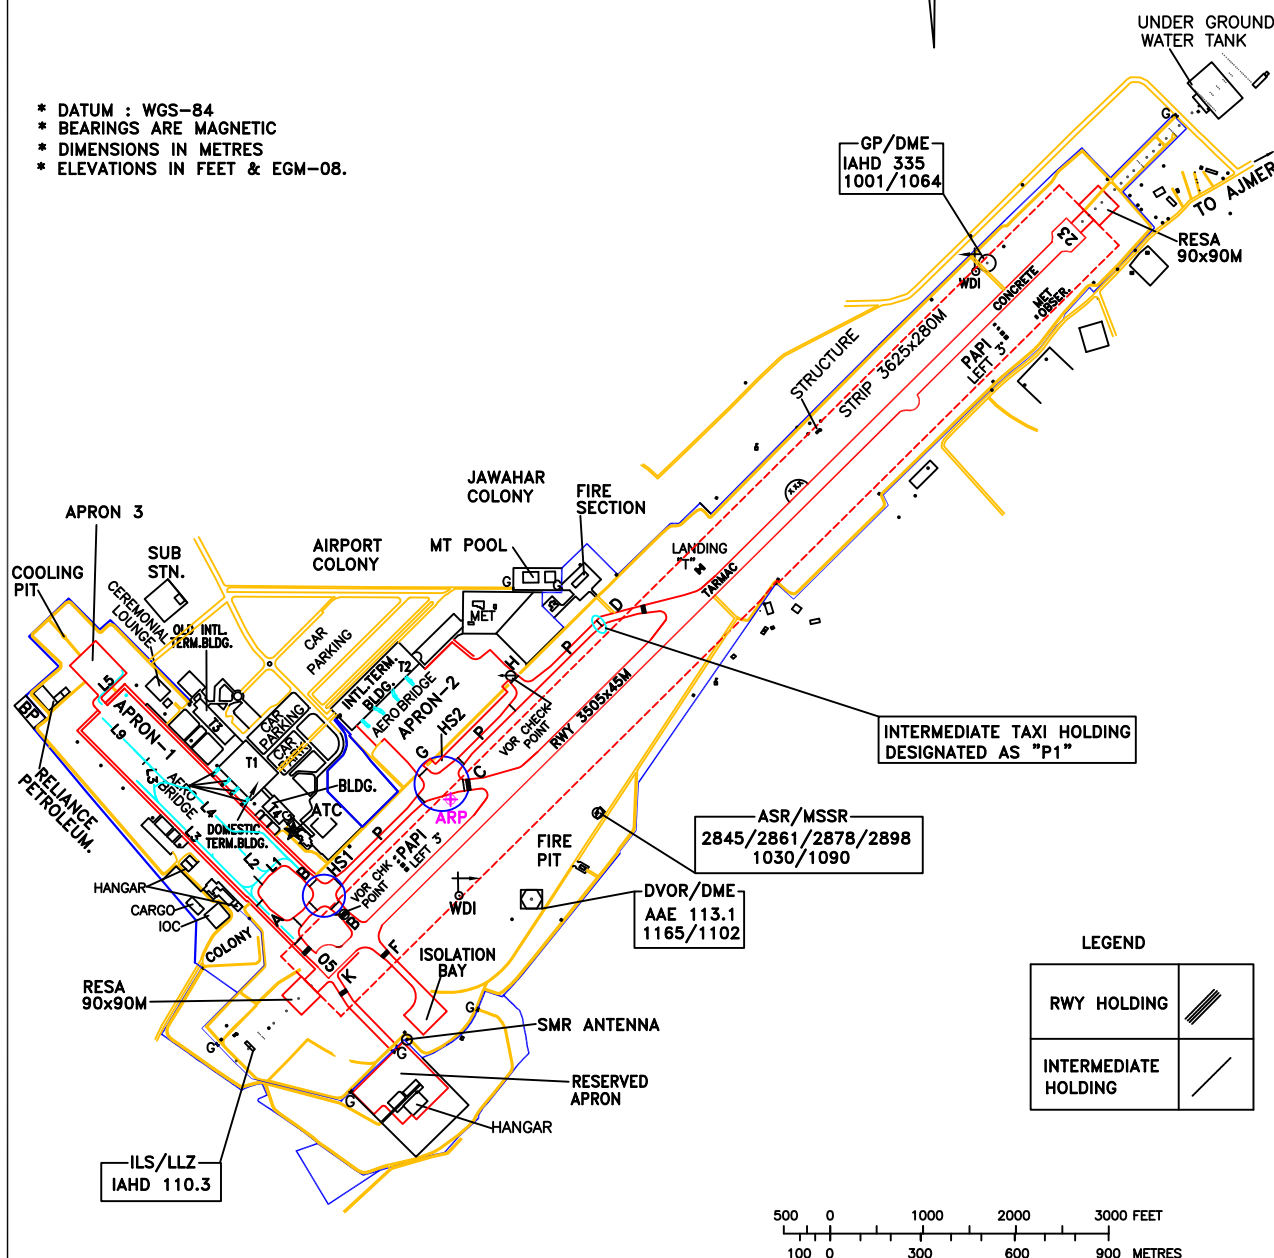 UNDER GROUND
WATER TANK
* DATUM : WGS-84
* BEARINGS ARE MAGNETIC
* DIMENSIONS IN METRES
* ELEVATIONS IN FEET & EGM-08.
G
GP/DME
IAHD 335
1001/1064
TO AJMER
RESA
90x90M
23
WDI
CONCRETE
MET
OBSER.
PAPI
LEFT 3°
STRIP 3625x280M
STRUCTURE
JAWAHAR
COLONY
FIRE
SECTION
APRON 3
AIRPORT
COLONY
MT POOL
LANDING
"T"
TARMAC
SUB
STN.
COOLING
PIT
CEREMONIAL
LOUNGE
OLD INTL.
TERM.BLDG.
CAR
PARKING
G
G
MET
D
P
H
INTL.TERM.
BLDG.
T2
AEROBRIDGE
APRON-2
HS2
G
P
C
VOR CHECK
POINT
RWY 3505x45M
INTERMEDIATE TAXI HOLDING
DESIGNATED AS "P1"
L5
BP
APRON-1
L9
T3
CAR
PARKING
CAR
T1
RELIANCE
PETROLEUM.
L3
AERO
BRIDGE
L4
BLDG.
ATC
DOMESTIC
TERM.BLDG.
L3
L2
L1
B
HS1
P
ARP
PAPI
LEFT 3°
VOR CHK
POINT
B
WDI
FIRE
PIT
ASR/MSSR
2845/2861/2878/2898
1030/1090
DVOR/DME
AAE 113.1
1165/1102
HANGAR
CARGO
IOC
A
COLONY
05
K
F
ISOLATION
BAY
RESA
90x90M
G
G
SMR ANTENNA
G
RESERVED
APRON
G
HANGAR
ILS/LLZ
IAHD 110.3
LEGEND
RWY HOLDING
INTERMEDIATE
HOLDING
500 0 1000 2000 3000 FEET
100 0 300 600 900 METRES